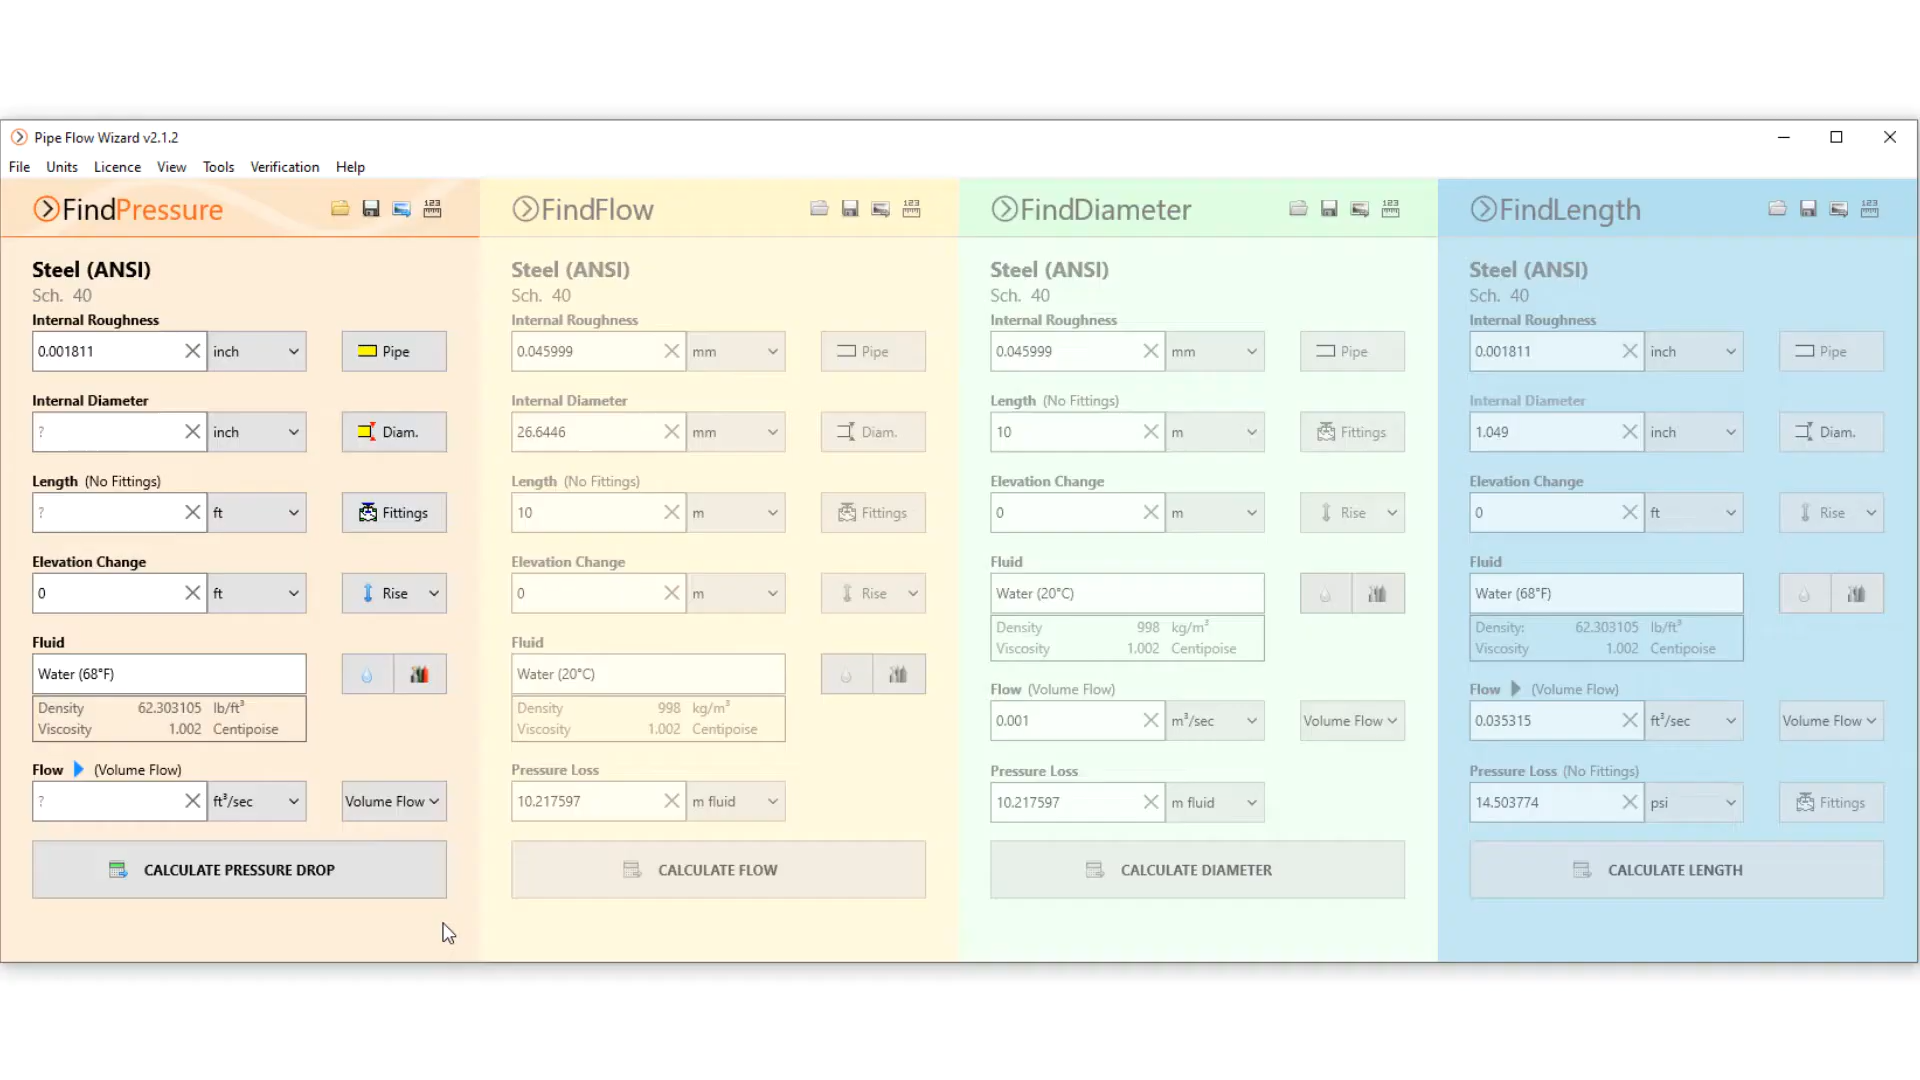 Pipe Flow Wizard v2.1.2
File Units Licence View Tools Verification Help
FindPressure
123
Steel (ANSI)
Sch. 40
Internal Roughness
0.001811 inch Pipe
Internal Diameter
? inch Diam.
Length (No Fittings)
? ft Fittings
Elevation Change
0 ft Rise
Fluid
Water (68°F)
Density 62.303105 lb/ft³
Viscosity 1.002 Centipoise
Flow (Volume Flow)
? ft³/sec Volume Flow
CALCULATE PRESSURE DROP
FindFlow
123
Steel (ANSI)
Sch. 40
Internal Roughness
0.045999 mm Pipe
Internal Diameter
26.6446 mm Diam.
Length (No Fittings)
10 m Fittings
Elevation Change
0 m Rise
Fluid
Water (20°C)
Density 998 kg/m³
Viscosity 1.002 Centipoise
Pressure Loss
10.217597 m fluid
CALCULATE FLOW
FindDiameter
123
Steel (ANSI)
Sch. 40
Internal Roughness
0.045999 mm Pipe
Length (No Fittings)
10 m Fittings
Elevation Change
0 m Rise
Fluid
Water (20°C)
Density 998 kg/m³
Viscosity 1.002 Centipoise
Flow (Volume Flow)
0.001 m³/sec Volume Flow
Pressure Loss
10.217597 m fluid
CALCULATE DIAMETER
FindLength
123
Steel (ANSI)
Sch. 40
Internal Roughness
0.001811 inch Pipe
Internal Diameter
1.049 inch Diam.
Elevation Change
0 ft Rise
Fluid
Water (68°F)
Density: 62.303105 lb/ft³
Viscosity 1.002 Centipoise
Flow (Volume Flow)
0.035315 ft³/sec Volume Flow
Pressure Loss (No Fittings)
14.503774 psi Fittings
CALCULATE LENGTH